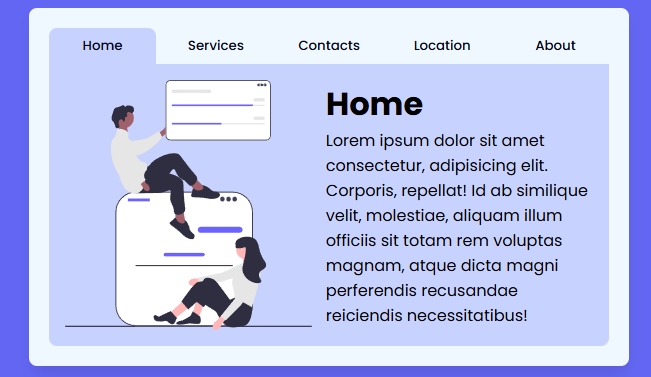 Home
Services
Contacts
Location
About
Home
Lorem ipsum dolor sit amet
consectetur, adipisicing elit.
Corporis, repellat! Id ab similique
velit, molestiae, aliquam illum
officiis sit totam rem voluptas
magnam, atque dicta magni
perferendis recusandae
reiciendis necessitatibus!